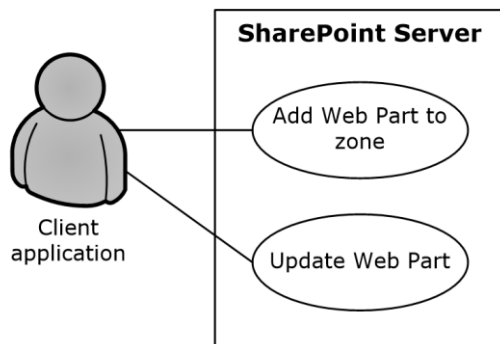 SharePoint Server
Add Web Part to
zone
Client
application
Update Web Part